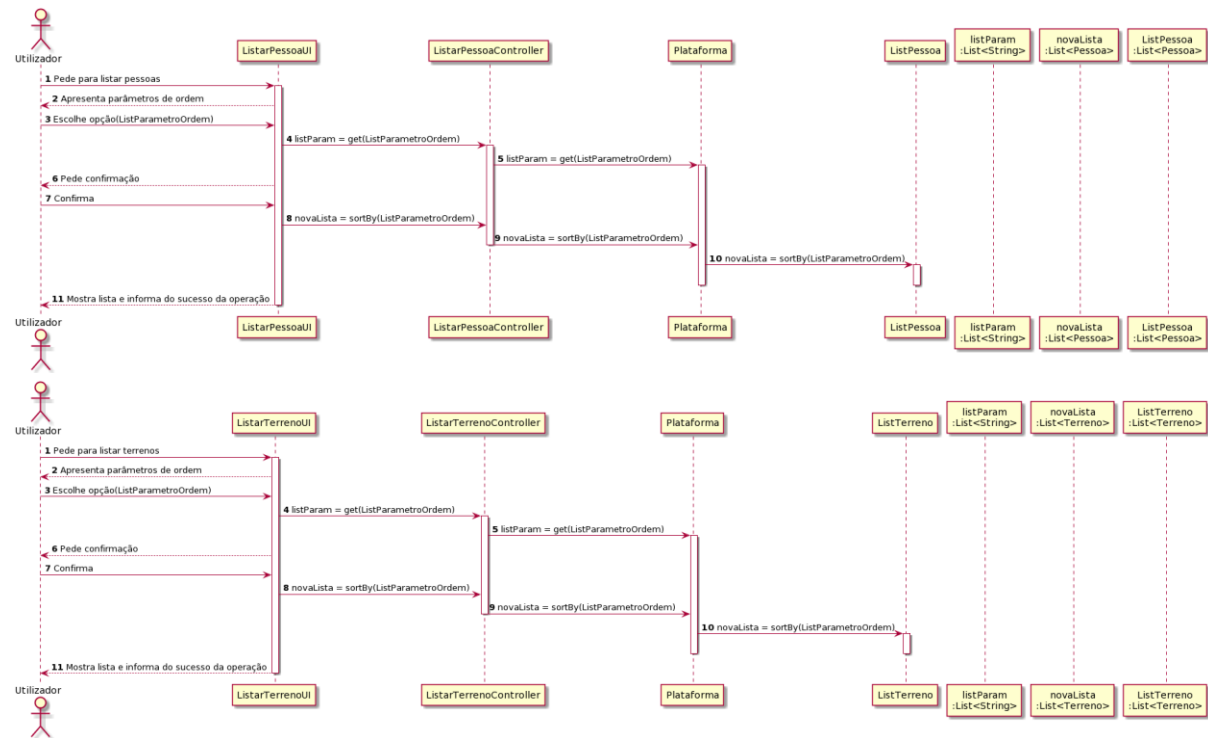 Utilizador
ListarPessoaUI
ListarPessoaController
Plataforma
ListPessoa
listParam
:List<String>
novaLista
:List<Pessoa>
ListPessoa
:List<Pessoa>
1 Pede para listar pessoas
2 Apresenta parâmetros de ordem
3 Escolhe opção(ListParametroOrdem)
4 listParam = get(ListParametroOrdem)
5 listParam = get(ListParametroOrdem)
6 Pede confirmação
7 Confirma
8 novaLista = sortBy(ListParametroOrdem)
9 novaLista = sortBy(ListParametroOrdem)
10 novaLista = sortBy(ListParametroOrdem)
11 Mostra lista e informa do sucesso da operação
Utilizador
ListarPessoaUI
ListarPessoaController
Plataforma
ListPessoa
listParam
:List<String>
novaLista
:List<Pessoa>
ListPessoa
:List<Pessoa>
Utilizador
ListarTerrenoUI
ListarTerrenoController
Plataforma
ListTerreno
listParam
:List<String>
novaLista
:List<Terreno>
ListTerreno
:List<Terreno>
1 Pede para listar terrenos
2 Apresenta parâmetros de ordem
3 Escolhe opção(ListParametroOrdem)
4 listParam = get(ListParametroOrdem)
5 listParam = get(ListParametroOrdem)
6 Pede confirmação
7 Confirma
8 novaLista = sortBy(ListParametroOrdem)
9 novaLista = sortBy(ListParametroOrdem)
10 novaLista = sortBy(ListParametroOrdem)
11 Mostra lista e informa do sucesso da operação
Utilizador
ListarTerrenoUI
ListarTerrenoController
Plataforma
ListTerreno
listParam
:List<String>
novaLista
:List<Terreno>
ListTerreno
:List<Terreno>